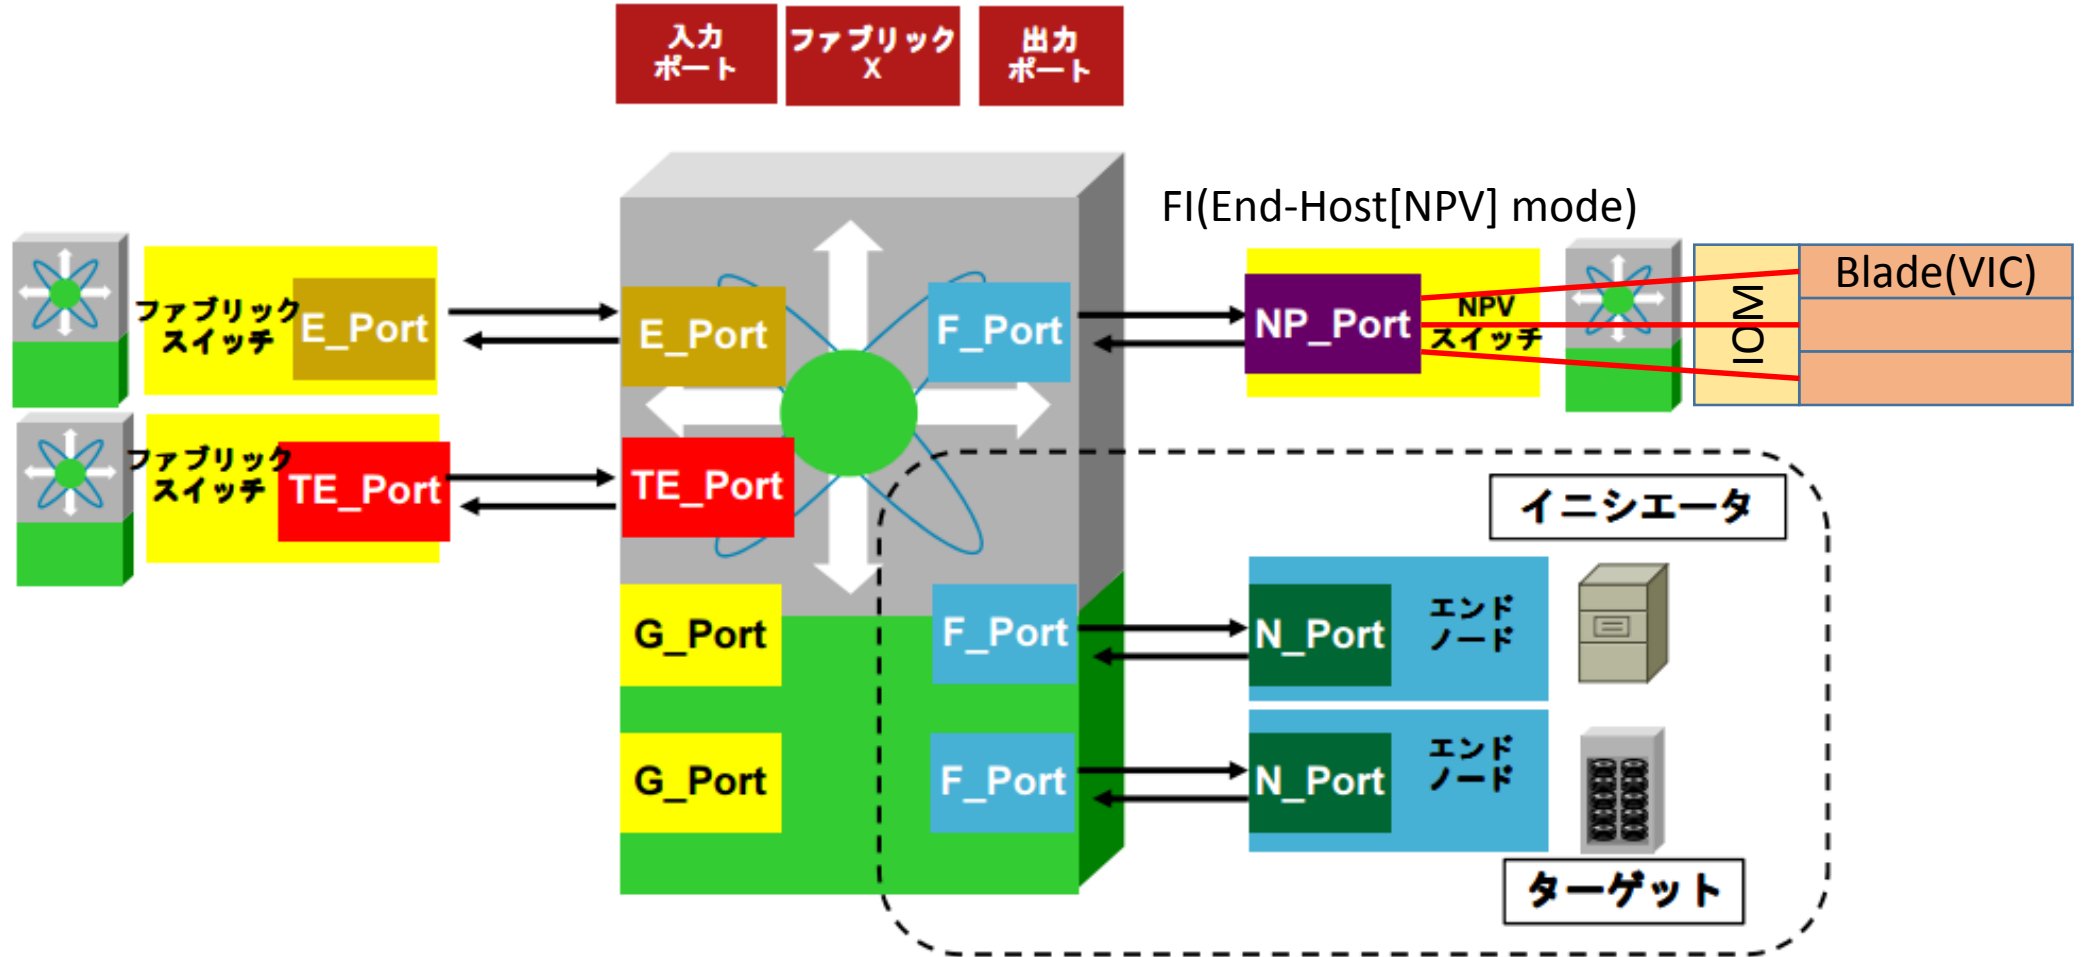 入力
ポート
ファブリック
X
出力
ポート
FI(End-Host[NPV] mode)
ファブリック
スイッチ
E_Port
E_Port
F_Port
NP_Port
NPV
スイッチ
IOM
Blade(VIC)
ファブリック
スイッチ
TE_Port
TE_Port
イニシエータ
G_Port
F_Port
N_Port
エンド
ノード
G_Port
F_Port
N_Port
エンド
ノード
ターゲット